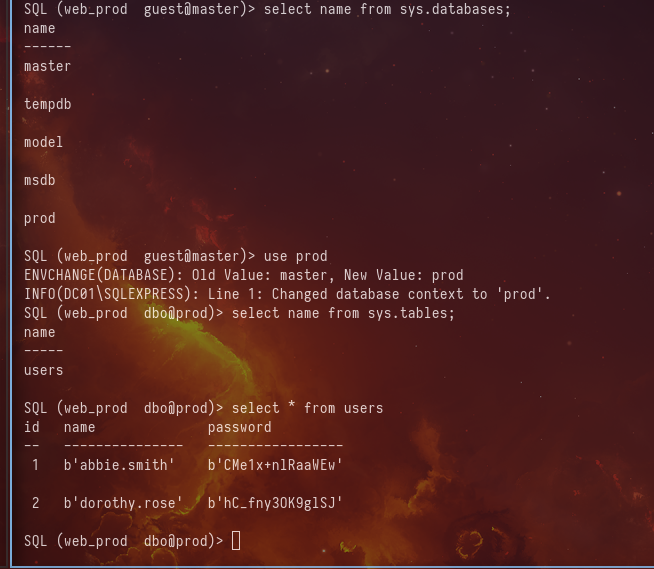 SQL (web_prod  guest@master)> select name from sys.databases;
name
------
master
tempdb
model
msdb
prod
SQL (web_prod  guest@master)> use prod
ENVCHANGE(DATABASE): Old Value: master, New Value: prod
INFO(DC01\SQLEXPRESS): Line 1: Changed database context to 'prod'.
SQL (web_prod  dbo@prod)> select name from sys.tables;
name
-----
users
SQL (web_prod  dbo@prod)> select * from users
id   name              password
--   ---------------   -----------------
1   b'abbie.smith'    b'CMe1x+nlRaaWEw'
2   b'dorothy.rose'   b'hC_fny3OK9glSJ'
SQL (web_prod  dbo@prod)>